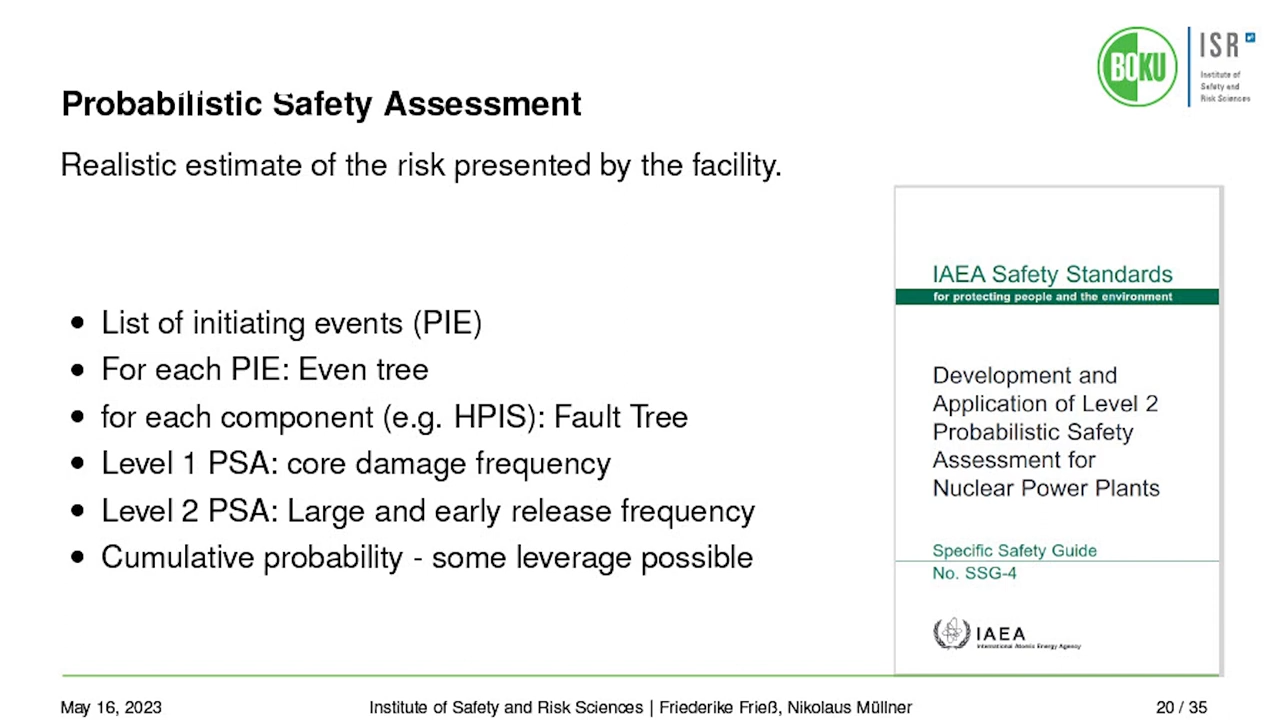 BOKU
ISR
Institute of
Safety and
Risk Sciences
Probabilistic Safety Assessment
Realistic estimate of the risk presented by the facility.
• List of initiating events (PIE)
• For each PIE: Even tree
• for each component (e.g. HPIS): Fault Tree
• Level 1 PSA: core damage frequency
• Level 2 PSA: Large and early release frequency
• Cumulative probability - some leverage possible
IAEA Safety Standards
for protecting people and the environment
Development and
Application of Level 2
Probabilistic Safety
Assessment for
Nuclear Power Plants
Specific Safety Guide
No. SSG-4
IAEA
International Atomic Energy Agency
May 16, 2023
Institute of Safety and Risk Sciences | Friederike Frieß, Nikolaus Müllner
20 / 35